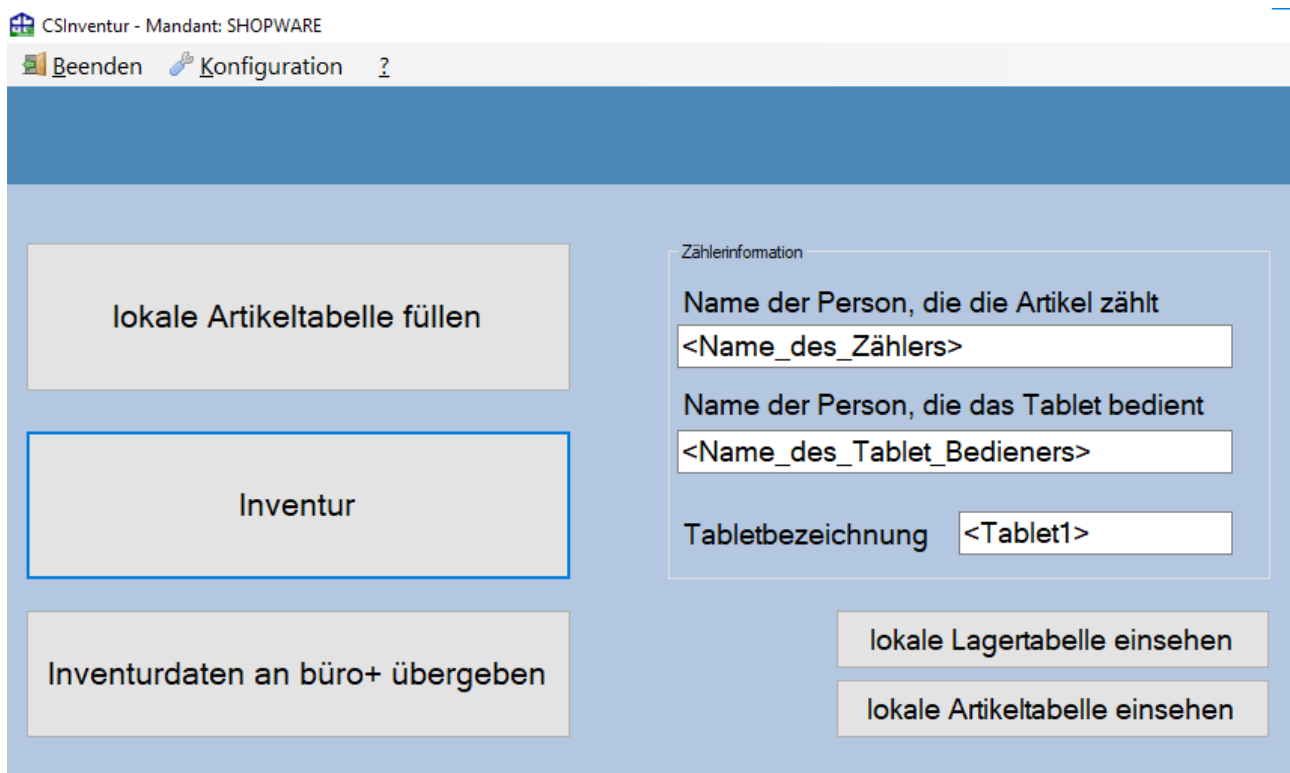 CSInventur - Mandant: SHOPWARE
Beenden Konfiguration ?
lokale Artikeltabelle füllen
Inventur
Inventurdaten an büro+ übergeben
Zählerinformation
Name der Person, die die Artikel zählt
<Name_des_Zählers>
Name der Person, die das Tablet bedient
<Name_des_Tablet_Bedieners>
Tabletbezeichnung <Tablet1>
lokale Lagertabelle einsehen
lokale Artikeltabelle einsehen